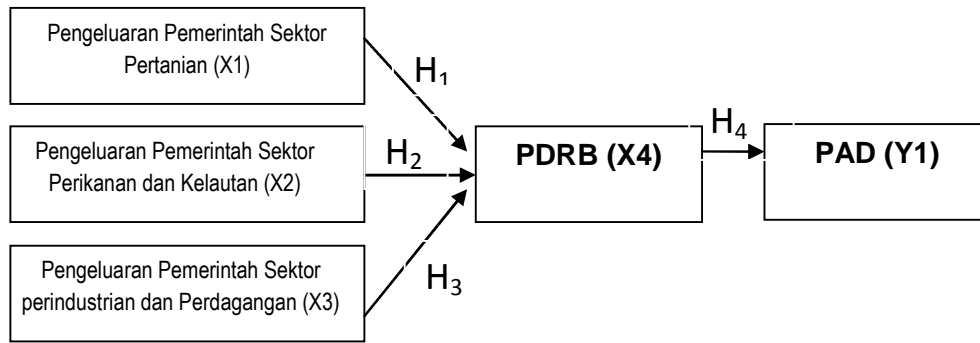 Pengeluaran Pemerintah Sektor
Pertanian (X1)
H₁
Pengeluaran Pemerintah Sektor
Perikanan dan Kelautan (X2)
H₂
PDRB (X4)
H₄
PAD (Y1)
Pengeluaran Pemerintah Sektor
perindustrian dan Perdagangan (X3)
H₃